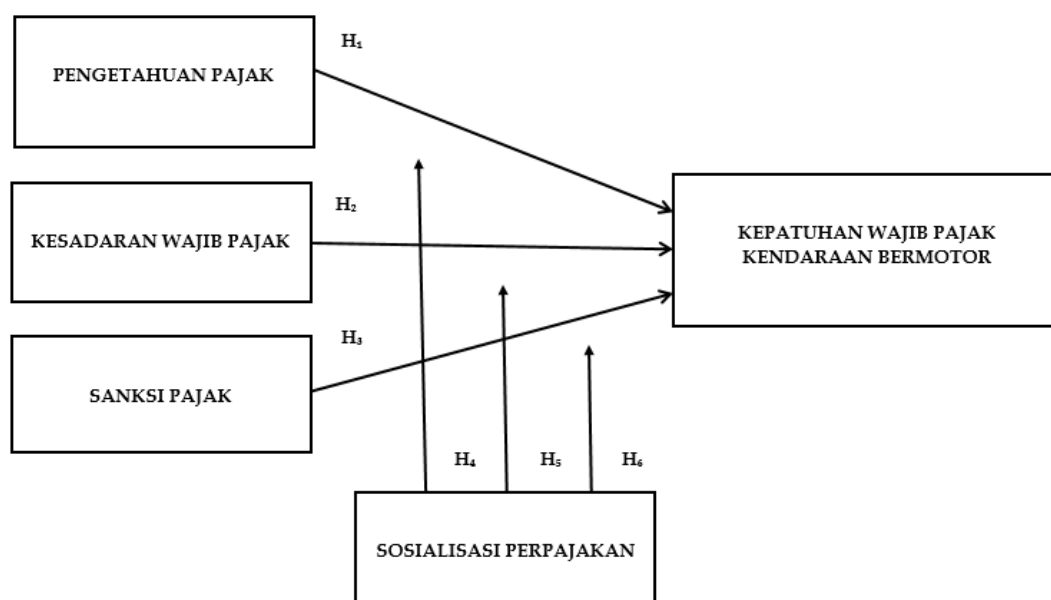 H₁
PENGETAHUAN PAJAK
H₂
KESADARAN WAJIB PAJAK
KEPATUHAN WAJIB PAJAK
KENDARAAN BERMOTOR
H₃
SANKSI PAJAK
H₄
H₅
H₆
SOSIALISASI PERPAJAKAN